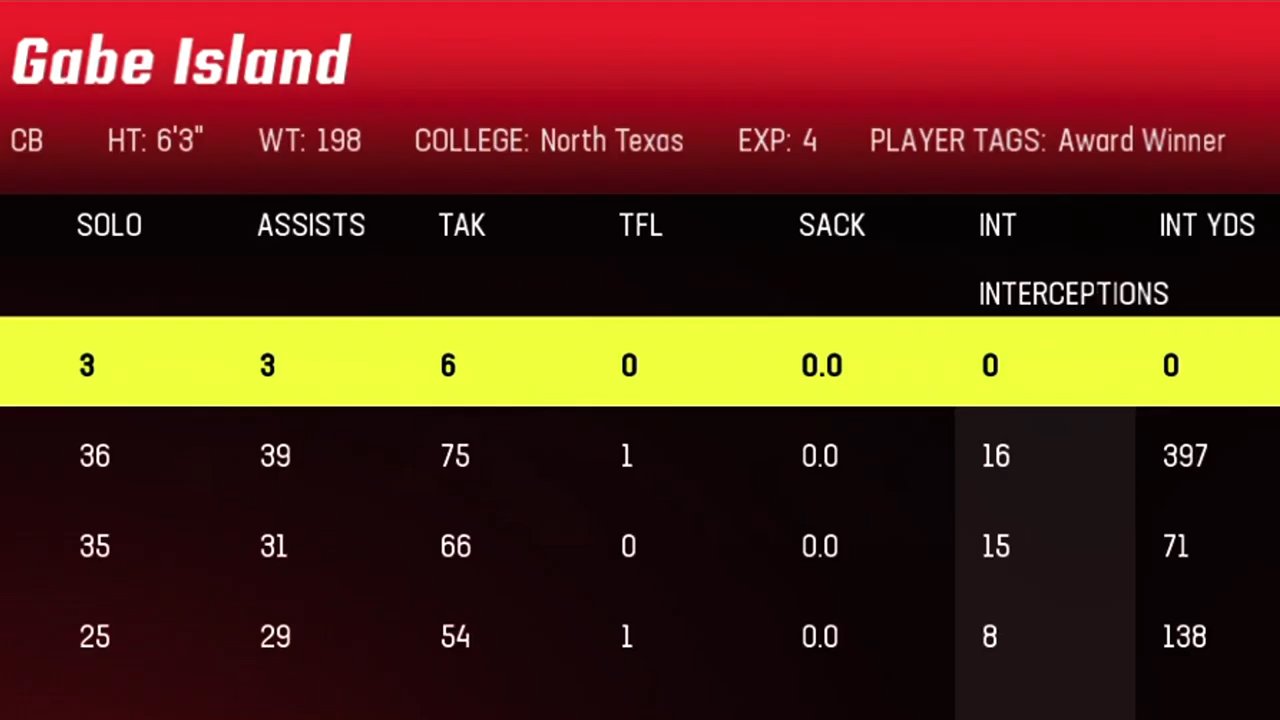 Gabe Island
CB HT: 6'3" WT: 198 COLLEGE: North Texas EXP: 4 PLAYER TAGS: Award Winner
SOLO ASSISTS TAK TFL SACK INT INT YDS
INTERCEPTIONS
3 3 6 0 0.0 0 0
36 39 75 1 0.0 16 397
35 31 66 0 0.0 15 71
25 29 54 1 0.0 8 138